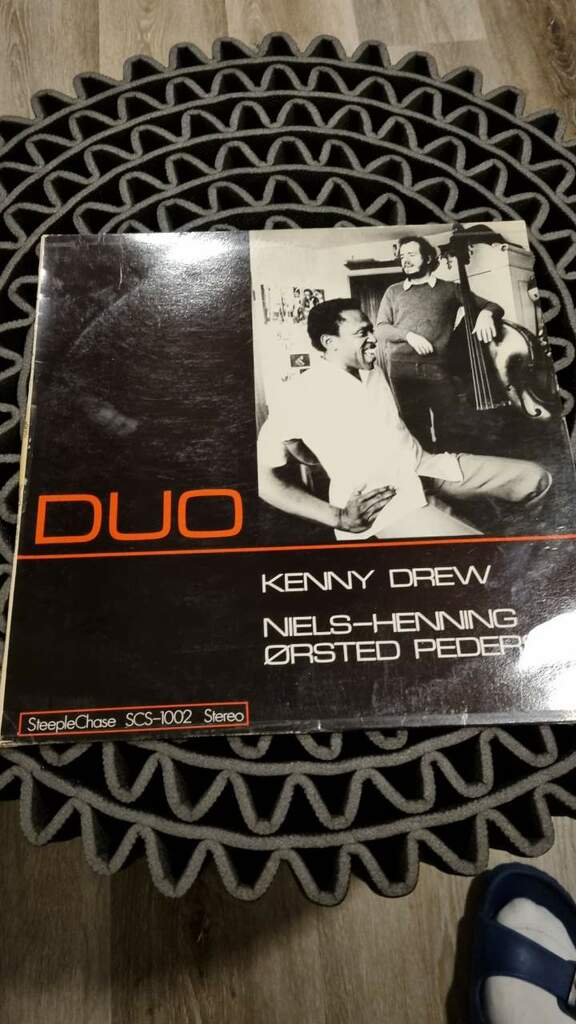 DUO
KENNY DREW
NIELS-HENNING
ØRSTED
SteepleChase SCS-1002 Stereo